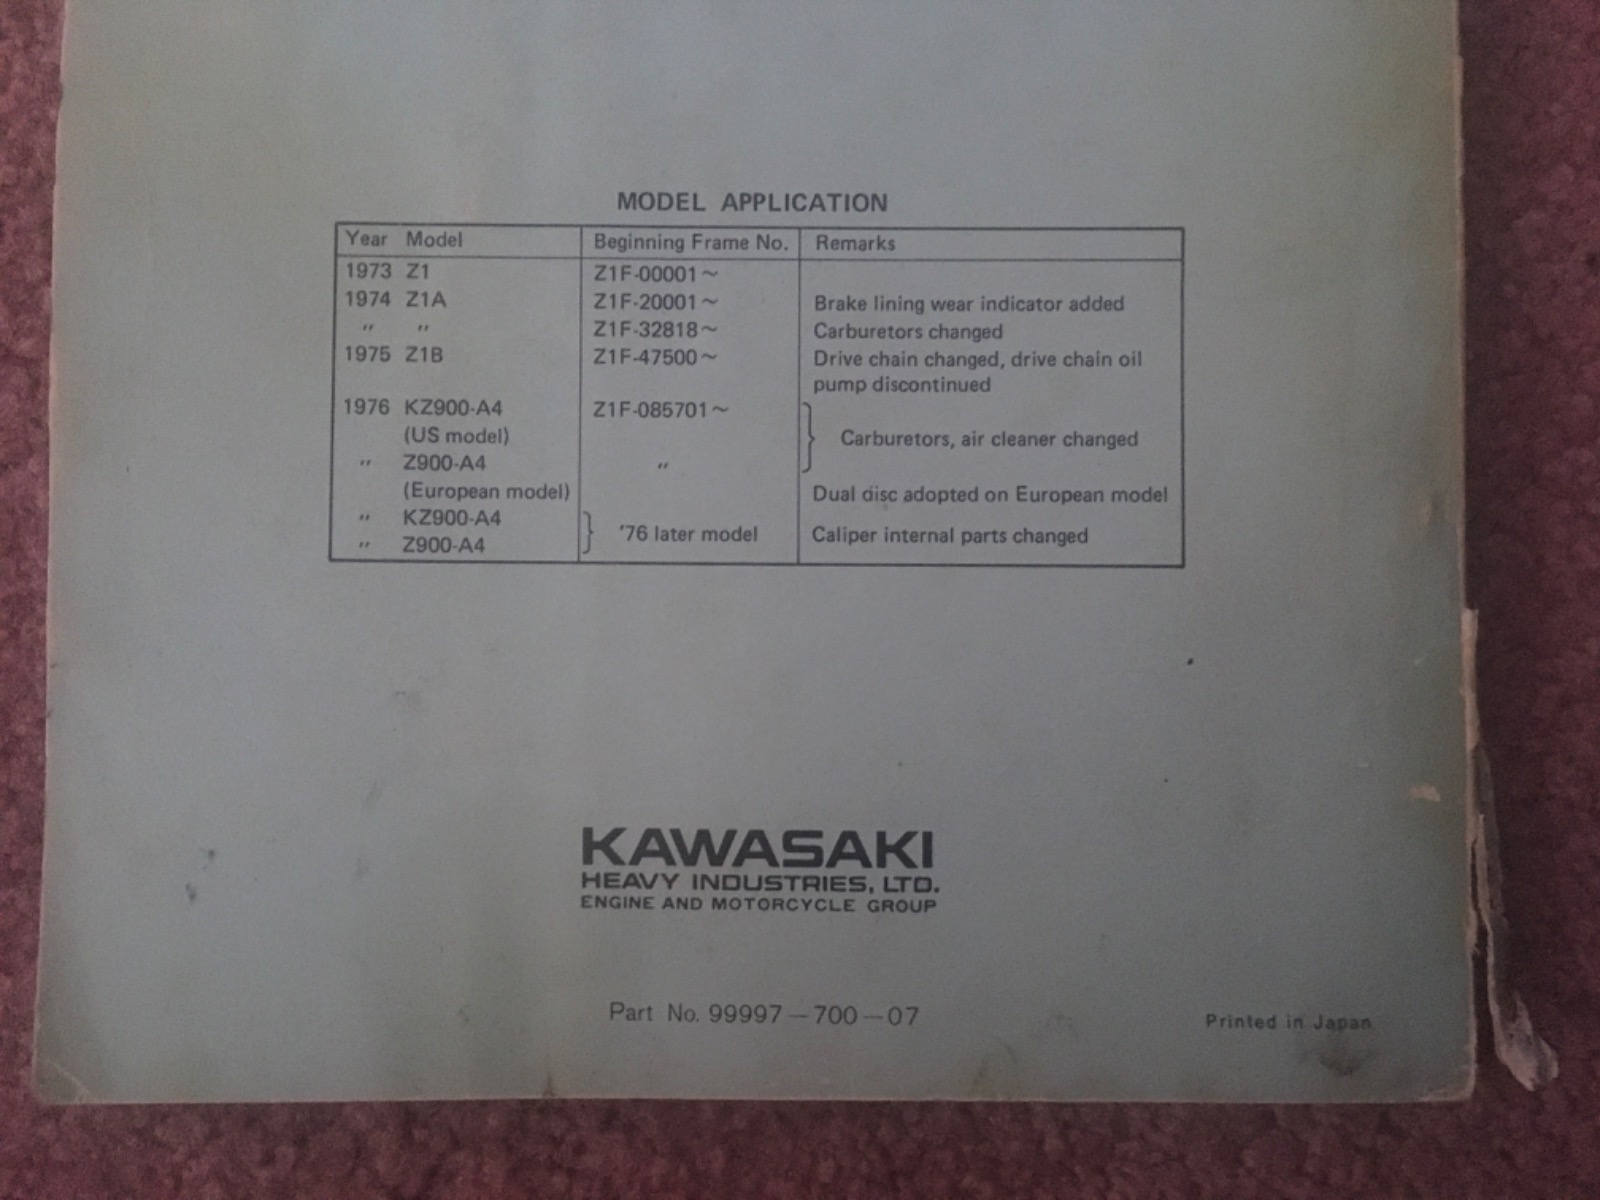 MODEL APPLICATION
Year Model Beginning Frame No. Remarks
1973 Z1 Z1F-00001~
1974 Z1A Z1F-20001~ Brake lining wear indicator added
〃 〃 Z1F-32818~ Carburetors changed
1975 Z1B Z1F-47500~ Drive chain changed, drive chain oil
pump discontinued
1976 KZ900-A4 Z1F-085701~
(US model) } Carburetors, air cleaner changed
〃 Z900-A4 〃
(European model) Dual disc adopted on European model
〃 KZ900-A4
} '76 later model Caliper internal parts changed
〃 Z900-A4
KAWASAKI
HEAVY INDUSTRIES, LTD.
ENGINE AND MOTORCYCLE GROUP
Part No. 99997-700-07
Printed in Japan